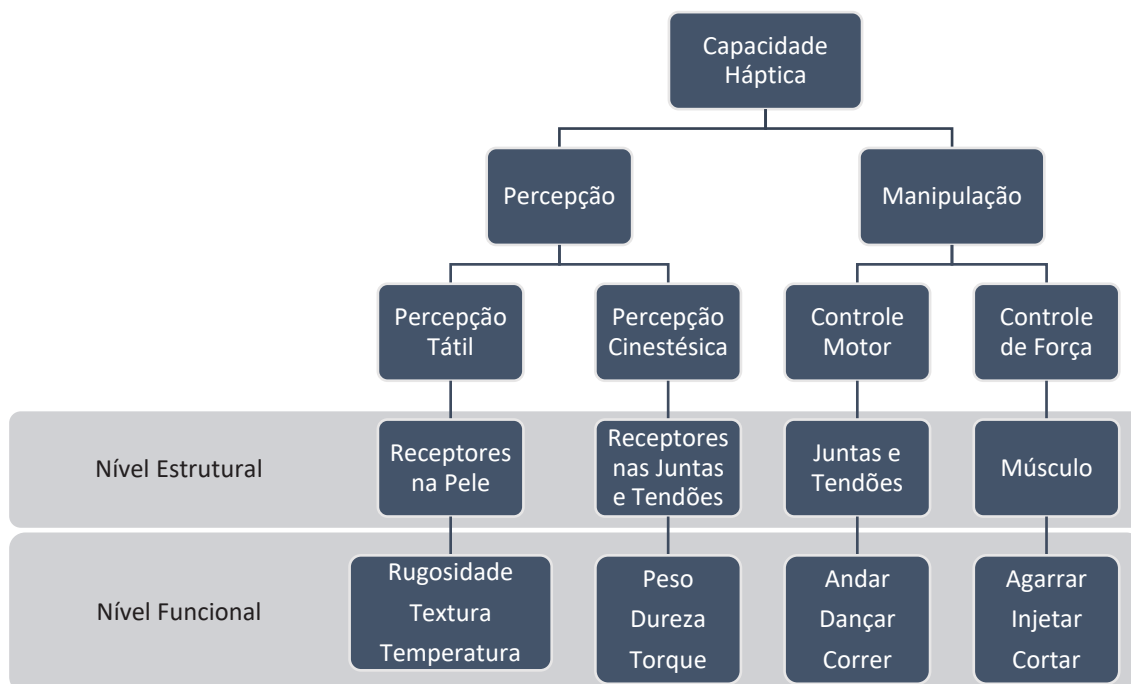 Capacidade
Háptica
Percepção
Manipulação
Percepção
Tátil
Percepção
Cinestésica
Controle
Motor
Controle
de Força
Nível Estrutural
Receptores
na Pele
Receptores
nas Juntas
e Tendões
Juntas e
Tendões
Músculo
Nível Funcional
Rugosidade
Textura
Temperatura
Peso
Dureza
Torque
Andar
Dançar
Correr
Agarrar
Injetar
Cortar